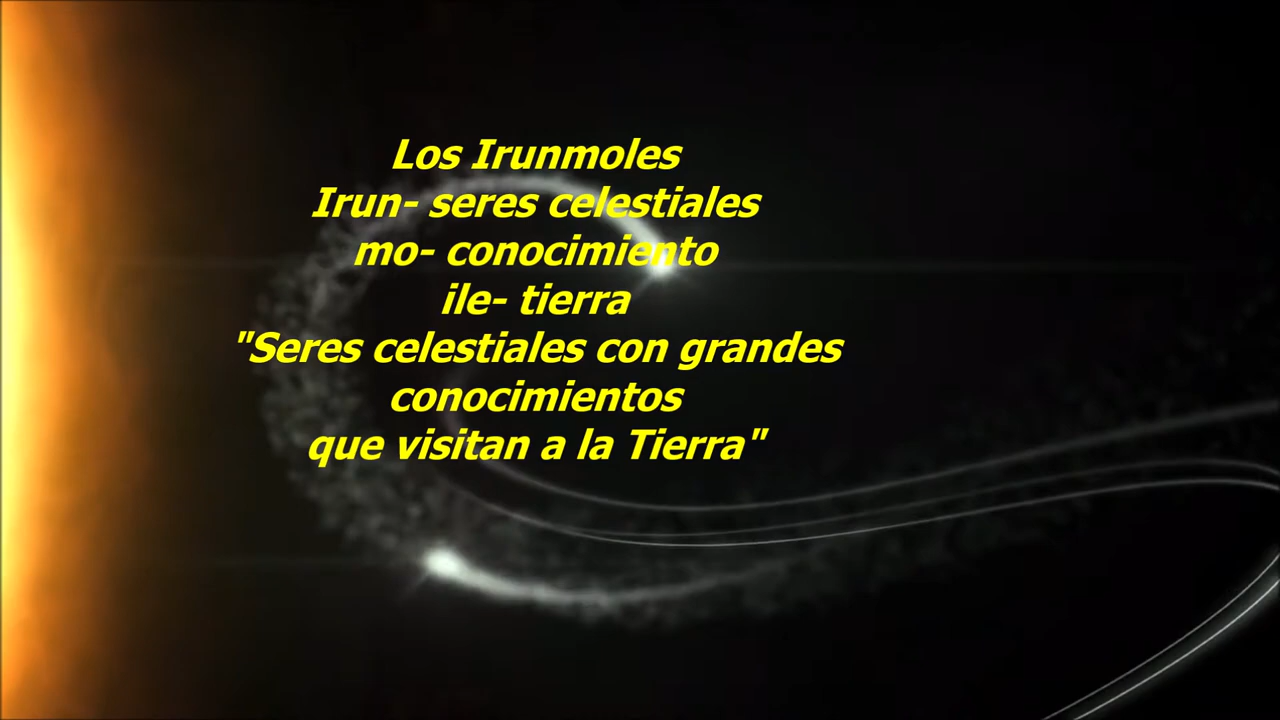 Los Irunmoles
Irun- seres celestiales
mo- conocimiento
ile- tierra
"Seres celestiales con grandes
conocimientos
que visitan a la Tierra"